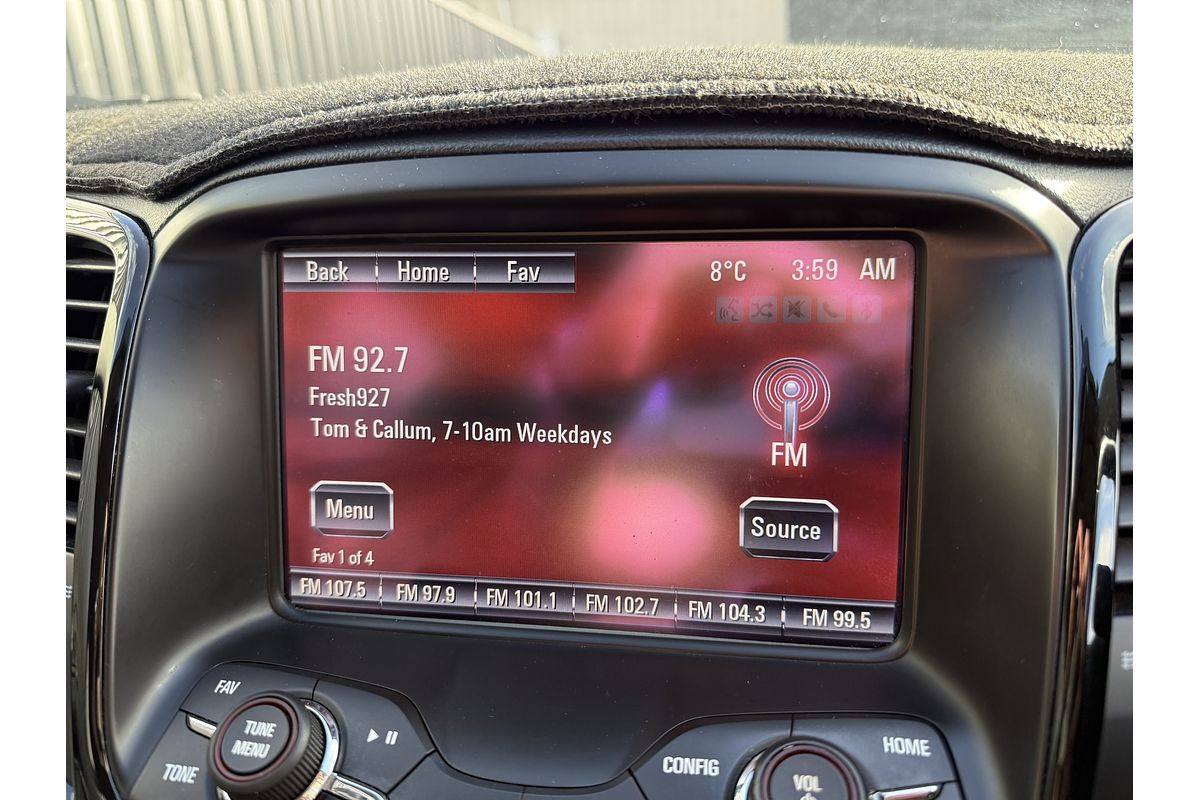 Back Home Fav 8°C 3:59 AM
FM 92.7
Fresh927
Tom & Callum, 7-10am Weekdays
FM
Menu Source
Fav 1 of 4
FM 107.5 FM 97.9 FM 101.1 FM 102.7 FM 104.3 FM 99.5
FAV
TUNE
MENU
TONE
CONFIG
VOL
HOME